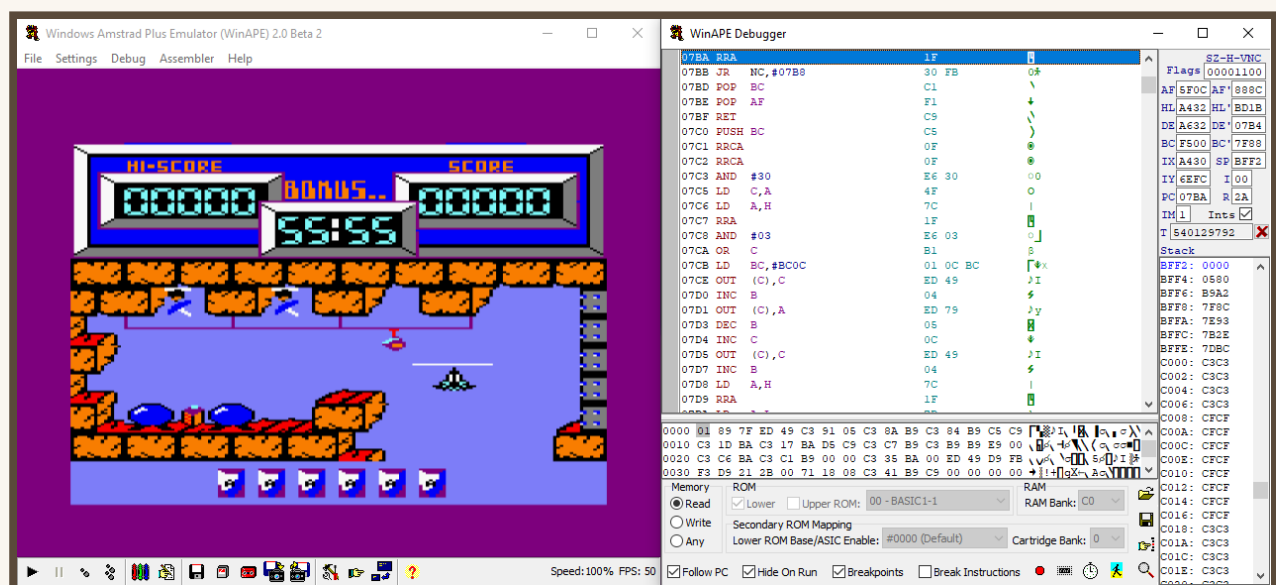 Windows Amstrad Plus Emulator (WinAPE) 2.0 Beta 2
File Settings Debug Assembler Help
HI-SCORE
SCORE
00000
BONUS..
00000
55:55
Speed:100% FPS: 50
WinAPE Debugger
07BA RRA 1F
07BB JR NC,#07B8 30 FB
07BD POP BC C1
07BE POP AF F1
07BF RET C9
07C0 PUSH BC C5
07C1 RRCA 0F
07C2 RRCA 0F
07C3 AND #30 E6 30
07C5 LD C,A 4F
07C6 LD A,H 7C
07C7 RRA 1F
07C8 AND #03 E6 03
07CA OR C B1
07CB LD BC,#BC0C 01 0C BC
07CE OUT (C),C ED 49
07D0 INC B 04
07D1 OUT (C),A ED 79
07D3 DEC B 05
07D4 INC C 0C
07D5 OUT (C),C ED 49
07D7 INC B 04
07D8 LD A,H 7C
07D9 RRA 1F
SZ-H-VNC
Flags 00001100
AF 5F0C AF' 888C
HL A432 HL' BD1B
DE A632 DE' 07B4
BC F500 BC' 7F88
IX A430 SP BFF2
IY 6EFC I 00
PC 07BA R 2A
IM 1 Ints
T 540129792
Stack
BFF2: 0000
BFF4: 0580
BFF6: B9A2
BFF8: 7F8C
BFFA: 7E93
BFFC: 7B2E
BFFE: 7DBC
C000: C3C3
C002: C3C3
C004: C3C3
C006: C3C3
C008: CFCF
C00A: CFCF
C00C: CFCF
C00E: CFCF
C010: CFCF
C012: CFCF
C014: CFCF
C016: CFCF
C018: C3C3
C01A: C3C3
C01C: C3C3
C01E: C3C3
0000 01 89 7F ED 49 C3 91 05 C3 8A B9 C3 84 B9 C5 C9
0010 C3 1D BA C3 17 BA D5 C9 C3 C7 B9 C3 B9 B9 E9 00
0020 C3 C6 BA C3 C1 B9 00 00 C3 35 BA 00 ED 49 D9 FB
0030 F3 D9 21 2B 00 71 18 08 C3 41 B9 C9 00 00 00 00
Memory
Read
Write
Any
ROM
Lower Upper ROM: 00 - BASIC1-1
RAM
RAM Bank: C0
Secondary ROM Mapping
Lower ROM Base/ASIC Enable: #0000 (Default) Cartridge Bank: 0
Follow PC Hide On Run Breakpoints Break Instructions